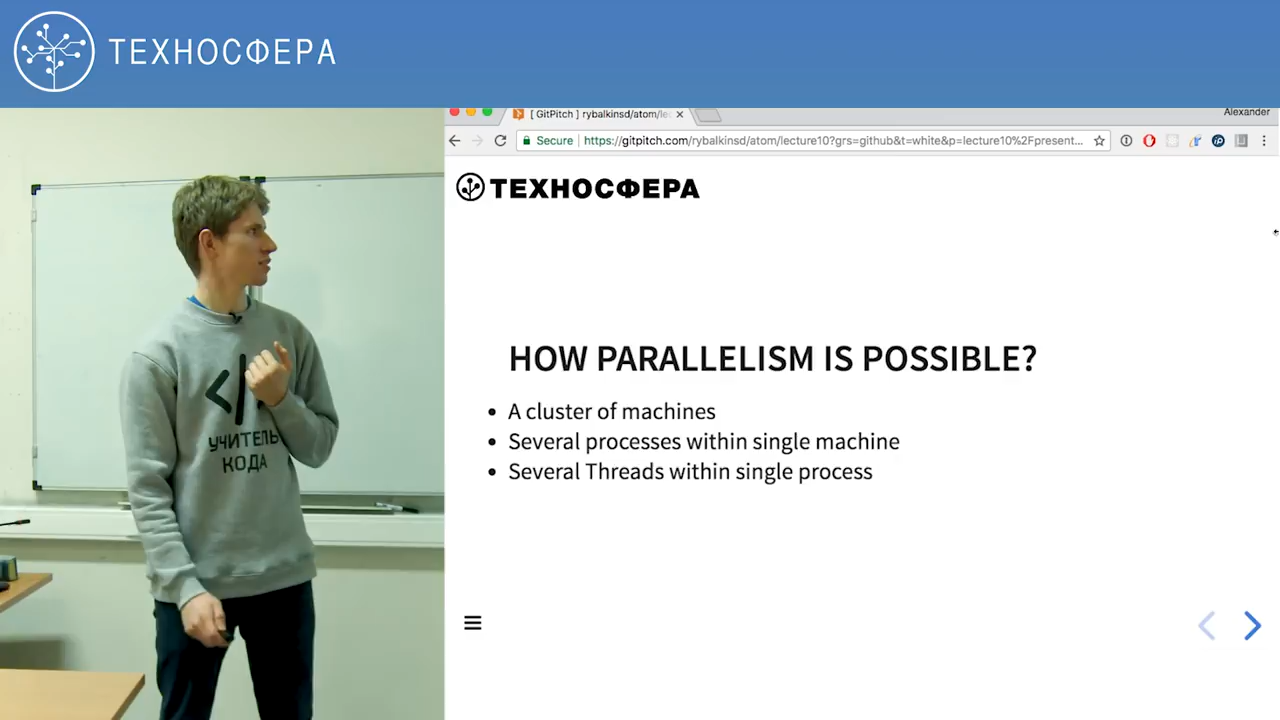 ТЕХНОСФЕРА
[ GitPitch ] rybalkinsd/atom/le
Alexander
Secure
https://gitpitch.com/rybalkinsd/atom/lecture10?grs=github&t=white&p=lecture10%2Fpresent...
ТЕХНОСФЕРА
HOW PARALLELISM IS POSSIBLE?
• A cluster of machines
• Several processes within single machine
• Several Threads within single process
</>
УЧИТЕЛЬ
КОДА